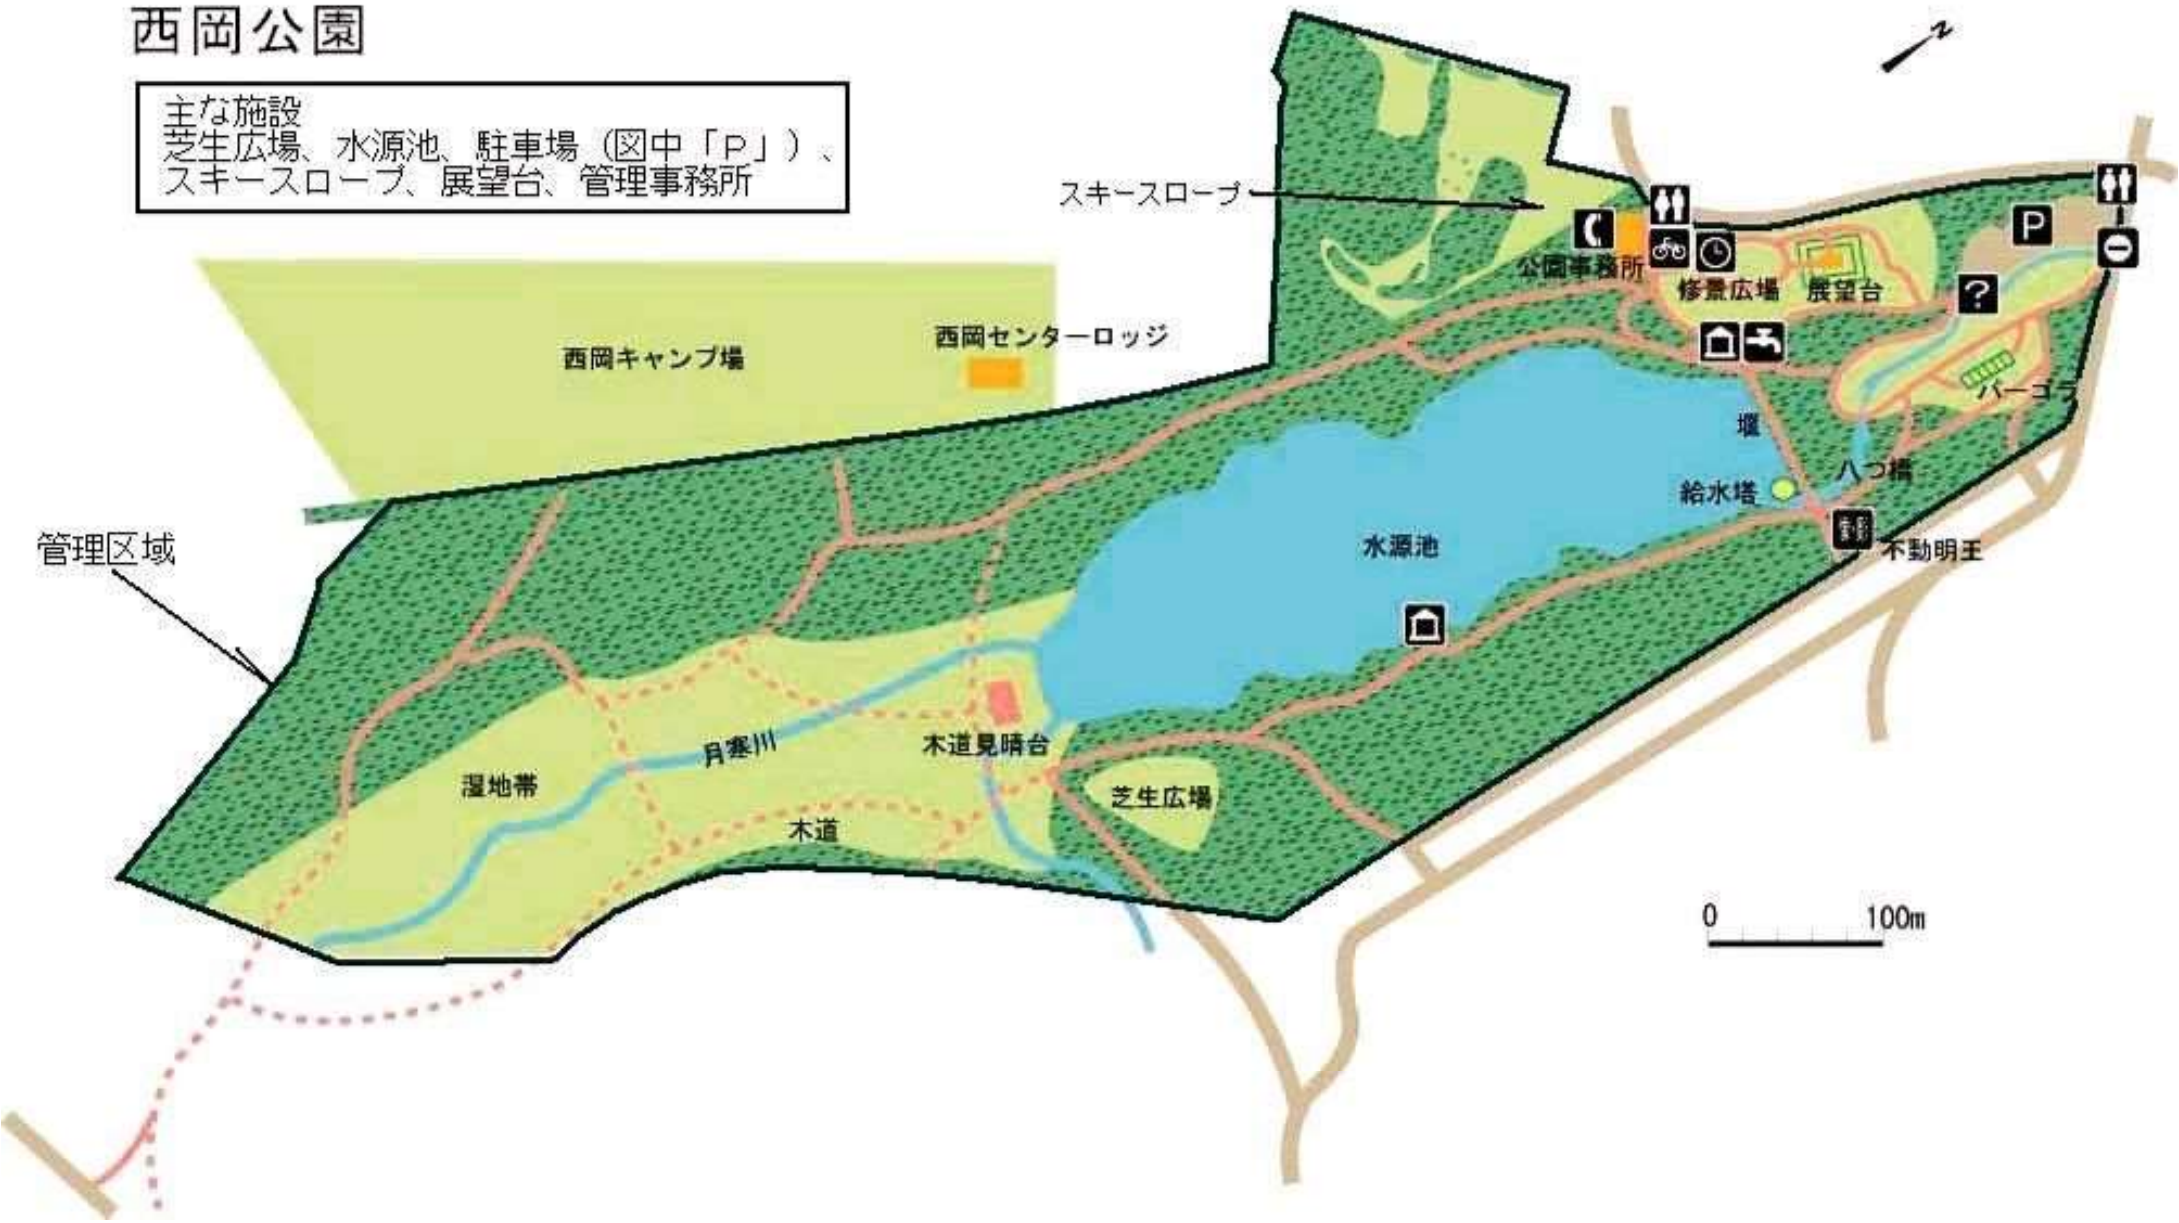 西岡公園
主な施設
芝生広場、水源池、駐車場（図中「P」）、
スキースロープ、展望台、管理事務所
N
スキースロープ
P
公園事務所
修景広場
展望台
?
西岡センターロッジ
西岡キャンプ場
パーゴラ
堰
八つ橋
給水塔
管理区域
水源池
不動明王
月寒川
木道見晴台
湿地帯
芝生広場
木道
0 100m